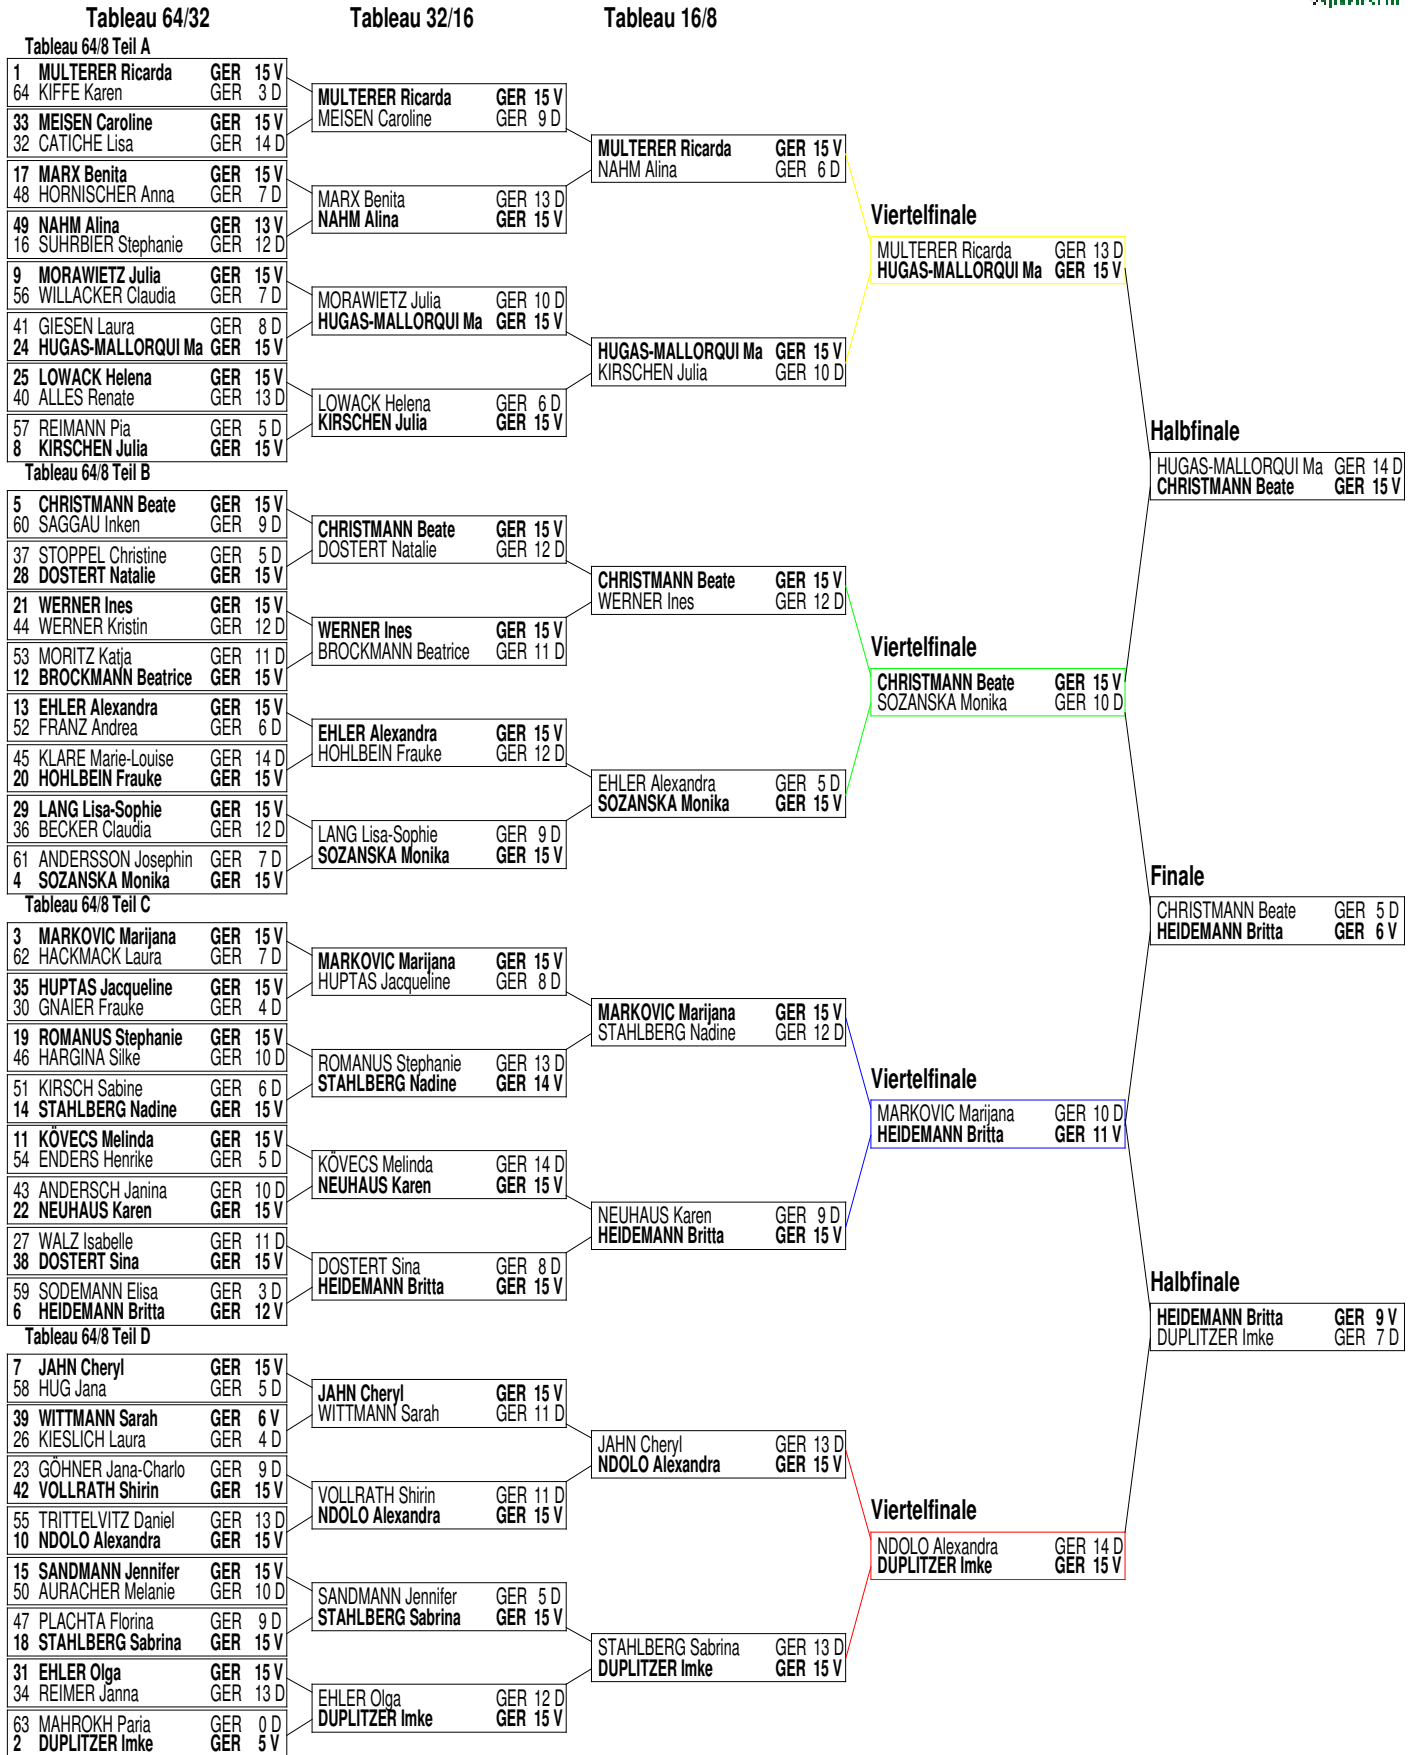 Tableau 64/32 Tableau 32/16 Tableau 16/8
Tableau 64/8 Teil A
1 MULTERER Ricarda GER 15 V
64 KIFFE Karen GER 3 D
33 MEISEN Caroline GER 15 V
32 CATICHE Lisa GER 14 D
17 MARX Benita GER 15 V
48 HORNISCHER Anna GER 7 D
49 NAHM Alina GER 13 V
16 SUHRBIER Stephanie GER 12 D
9 MORAWIETZ Julia GER 15 V
56 WILLACKER Claudia GER 7 D
41 GIESEN Laura GER 8 D
24 HUGAS-MALLORQUI Ma GER 15 V
25 LOWACK Helena GER 15 V
40 ALLES Renate GER 13 D
57 REIMANN Pia GER 5 D
8 KIRSCHEN Julia GER 15 V
Tableau 64/8 Teil B
5 CHRISTMANN Beate GER 15 V
60 SAGGAU Inken GER 9 D
37 STOPPEL Christine GER 5 D
28 DOSTERT Natalie GER 15 V
21 WERNER Ines GER 15 V
44 WERNER Kristin GER 12 D
53 MORITZ Katja GER 11 D
12 BROCKMANN Beatrice GER 15 V
13 EHLER Alexandra GER 15 V
52 FRANZ Andrea GER 6 D
45 KLARE Marie-Louise GER 14 D
20 HOHLBEIN Frauke GER 15 V
29 LANG Lisa-Sophie GER 15 V
36 BECKER Claudia GER 12 D
61 ANDERSSON Josephin GER 7 D
4 SOZANSKA Monika GER 15 V
Tableau 64/8 Teil C
3 MARKOVIC Marijana GER 15 V
62 HACKMACK Laura GER 7 D
35 HUPTAS Jacqueline GER 15 V
30 GNAIER Frauke GER 4 D
19 ROMANUS Stephanie GER 15 V
46 HARGINA Silke GER 10 D
51 KIRSCH Sabine GER 6 D
14 STAHLBERG Nadine GER 15 V
11 KÖVECS Melinda GER 15 V
54 ENDERS Henrike GER 5 D
43 ANDERSCH Janina GER 10 D
22 NEUHAUS Karen GER 15 V
27 WALZ Isabelle GER 11 D
38 DOSTERT Sina GER 15 V
59 SODEMANN Elisa GER 3 D
6 HEIDEMANN Britta GER 12 V
Tableau 64/8 Teil D
7 JAHN Cheryl GER 15 V
58 HUG Jana GER 5 D
39 WITTMANN Sarah GER 6 V
26 KIESLICH Laura GER 4 D
23 GÖHNER Jana-Charlo GER 9 D
42 VOLLRATH Shirin GER 15 V
55 TRITTELVITZ Daniel GER 13 D
10 NDOLO Alexandra GER 15 V
15 SANDMANN Jennifer GER 15 V
50 AURACHER Melanie GER 10 D
47 PLACHTA Florina GER 9 D
18 STAHLBERG Sabrina GER 15 V
31 EHLER Olga GER 15 V
34 REIMER Janna GER 13 D
63 MAHROKH Paria GER 0 D
2 DUPLITZER Imke GER 5 V
MULTERER Ricarda GER 15 V
MEISEN Caroline GER 9 D
MARX Benita GER 13 D
NAHM Alina GER 15 V
MORAWIETZ Julia GER 10 D
HUGAS-MALLORQUI Ma GER 15 V
LOWACK Helena GER 6 D
KIRSCHEN Julia GER 15 V
CHRISTMANN Beate GER 15 V
DOSTERT Natalie GER 12 D
WERNER Ines GER 15 V
BROCKMANN Beatrice GER 11 D
EHLER Alexandra GER 15 V
HOHLBEIN Frauke GER 12 D
LANG Lisa-Sophie GER 9 D
SOZANSKA Monika GER 15 V
MARKOVIC Marijana GER 15 V
HUPTAS Jacqueline GER 8 D
ROMANUS Stephanie GER 13 D
STAHLBERG Nadine GER 14 V
KÖVECS Melinda GER 14 D
NEUHAUS Karen GER 15 V
DOSTERT Sina GER 8 D
HEIDEMANN Britta GER 15 V
JAHN Cheryl GER 15 V
WITTMANN Sarah GER 11 D
VOLLRATH Shirin GER 11 D
NDOLO Alexandra GER 15 V
SANDMANN Jennifer GER 5 D
STAHLBERG Sabrina GER 15 V
EHLER Olga GER 12 D
DUPLITZER Imke GER 15 V
MULTERER Ricarda GER 15 V
NAHM Alina GER 6 D
HUGAS-MALLORQUI Ma GER 15 V
KIRSCHEN Julia GER 10 D
CHRISTMANN Beate GER 15 V
WERNER Ines GER 12 D
EHLER Alexandra GER 5 D
SOZANSKA Monika GER 15 V
MARKOVIC Marijana GER 15 V
STAHLBERG Nadine GER 12 D
NEUHAUS Karen GER 9 D
HEIDEMANN Britta GER 15 V
JAHN Cheryl GER 13 D
NDOLO Alexandra GER 15 V
STAHLBERG Sabrina GER 13 D
DUPLITZER Imke GER 15 V
Viertelfinale
MULTERER Ricarda GER 13 D
HUGAS-MALLORQUI Ma GER 15 V
Viertelfinale
CHRISTMANN Beate GER 15 V
SOZANSKA Monika GER 10 D
Viertelfinale
MARKOVIC Marijana GER 10 D
HEIDEMANN Britta GER 11 V
Viertelfinale
NDOLO Alexandra GER 14 D
DUPLITZER Imke GER 15 V
Halbfinale
HUGAS-MALLORQUI Ma GER 14 D
CHRISTMANN Beate GER 15 V
Finale
CHRISTMANN Beate GER 5 D
HEIDEMANN Britta GER 6 V
Halbfinale
HEIDEMANN Britta GER 9 V
DUPLITZER Imke GER 7 D